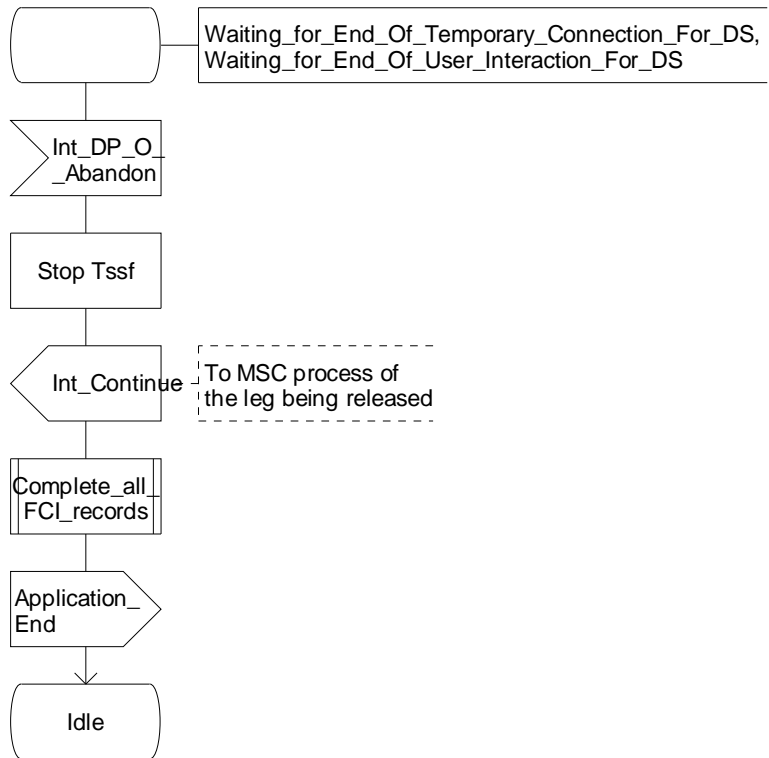 Waiting_for_End_Of_Temporary_Connection_For_DS,
Waiting_for_End_Of_User_Interaction_For_DS
Int_DP_O_
_Abandon
Stop Tssf
Int_Continue
To MSC process of
the leg being released
Complete_all_
FCI_records
Application_
End
Idle